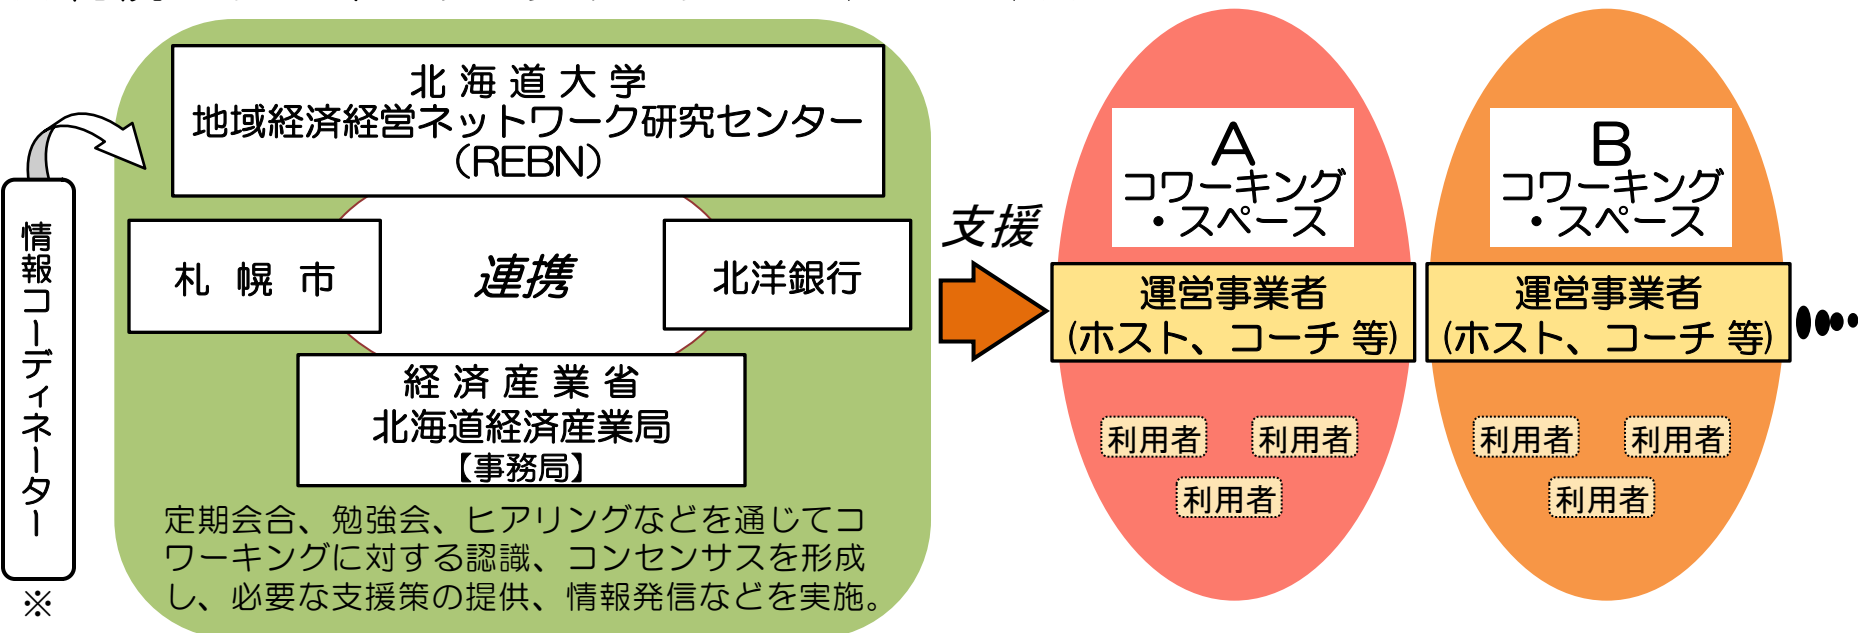 北海道大学
地域経済経営ネットワーク研究センター
（REBN）
札幌市
連携
北洋銀行
経済産業省
北海道経済産業局
【事務局】
定期会合、勉強会、ヒアリングなどを通じてコ
ワーキングに対する認識、コンセンサスを形成
し、必要な支援策の提供、情報発信などを実施。
情報コーディネーター
※
支援
A
コワーキング
・スペース
運営事業者
(ホスト、コーチ 等)
利用者
利用者
利用者
B
コワーキング
・スペース
運営事業者
(ホスト、コーチ 等)
利用者
利用者
利用者